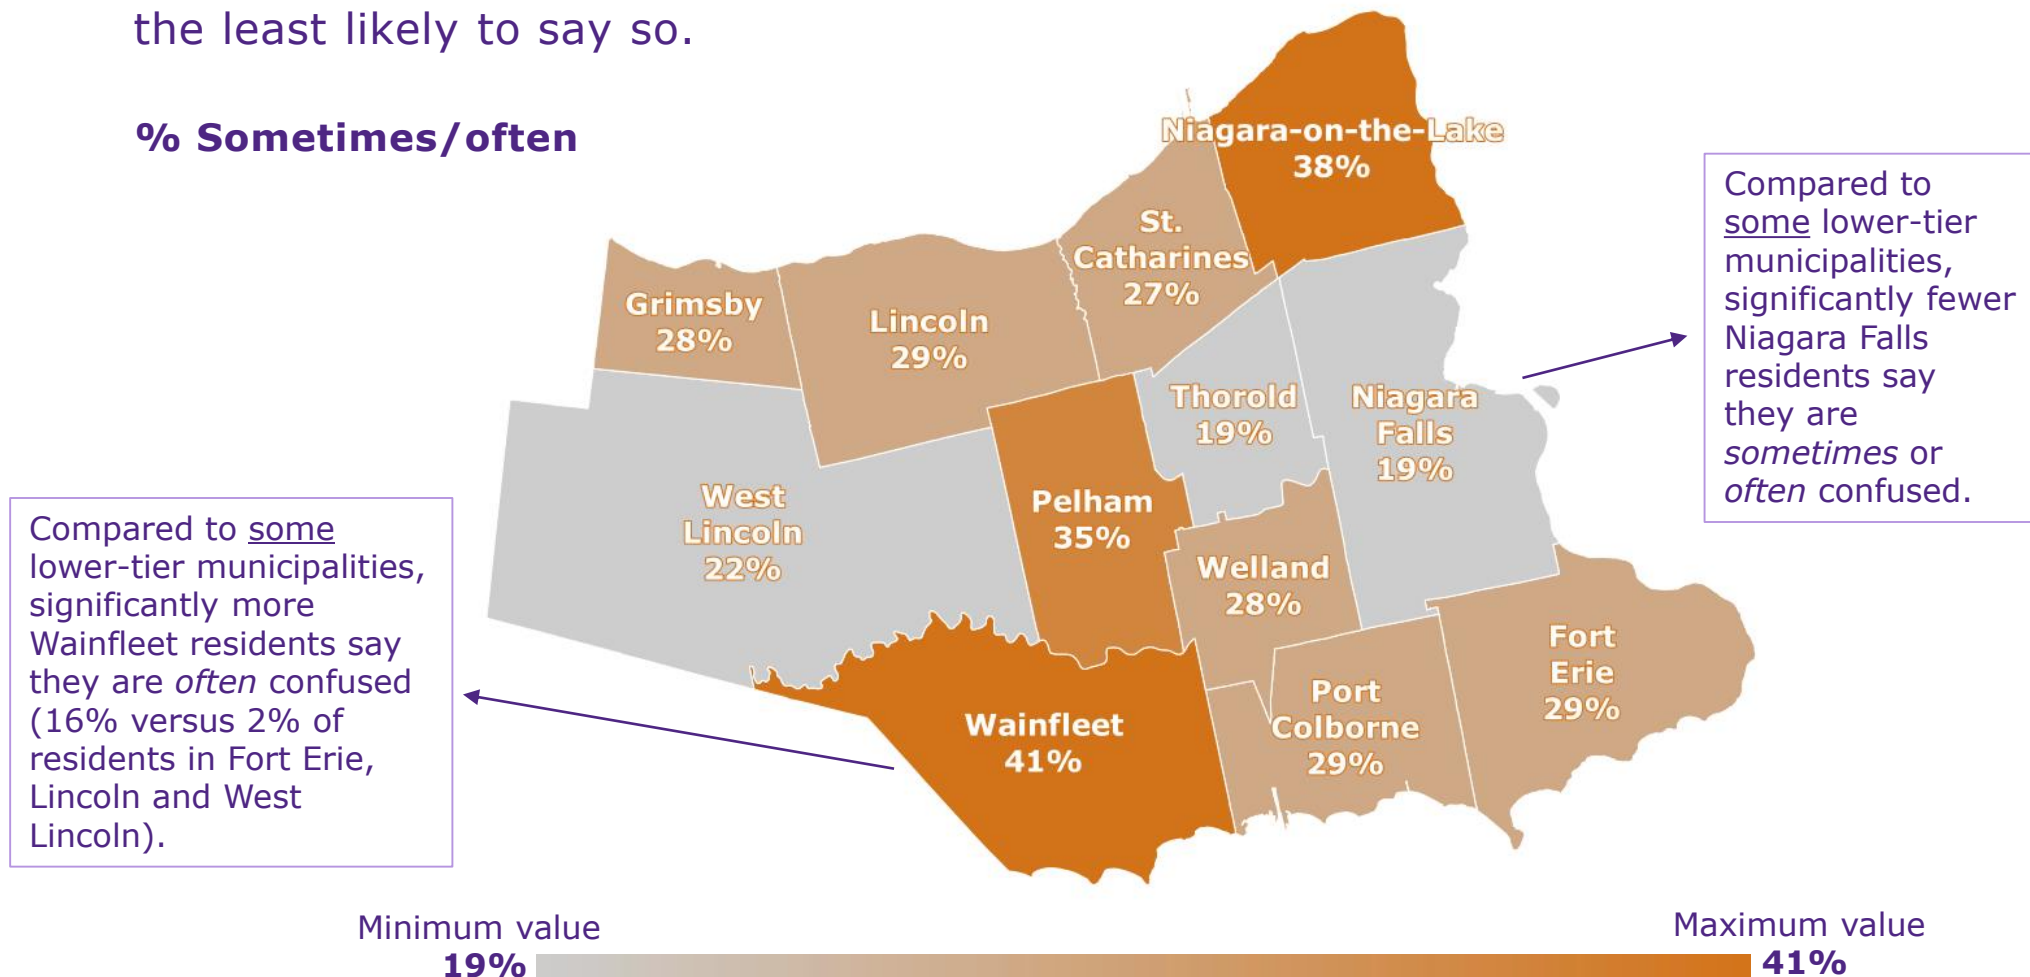 the least likely to say so.
% Sometimes/often
Niagara-on-the-Lake
38%
Compared to
some lower-tier
municipalities,
significantly fewer
Niagara Falls
residents say
they are
sometimes or
often confused.
St.
Catharines
27%
Grimsby
28%
Lincoln
29%
Thorold
19%
Niagara
Falls
19%
West
Lincoln
22%
Pelham
35%
Welland
28%
Compared to some
lower-tier municipalities,
significantly more
Wainfleet residents say
they are often confused
(16% versus 2% of
residents in Fort Erie,
Lincoln and West
Lincoln).
Fort
Erie
29%
Port
Colborne
29%
Wainfleet
41%
Minimum value
19%
Maximum value
41%